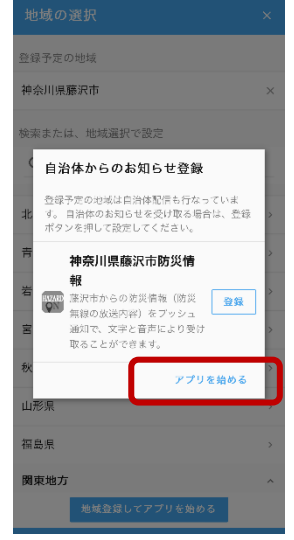 地域の選択 ×
登録予定の地域
神奈川県藤沢市 ×
検索または、地域選択で設定
自治体からのお知らせ登録
登録予定の地域は自治体配信も行なっていま
す。自治体のお知らせを受け取る場合は、登録
ボタンを押して設定してください。
北
青
神奈川県藤沢市防災情
報
岩
HAZARD
藤沢市からの防災情報（防災
無線の放送内容）をプッシュ
通知で、文字と音声により受け
取ることができます。
登録
宮
秋
アプリを始める
山形県
福島県
関東地方
地域登録してアプリを始める